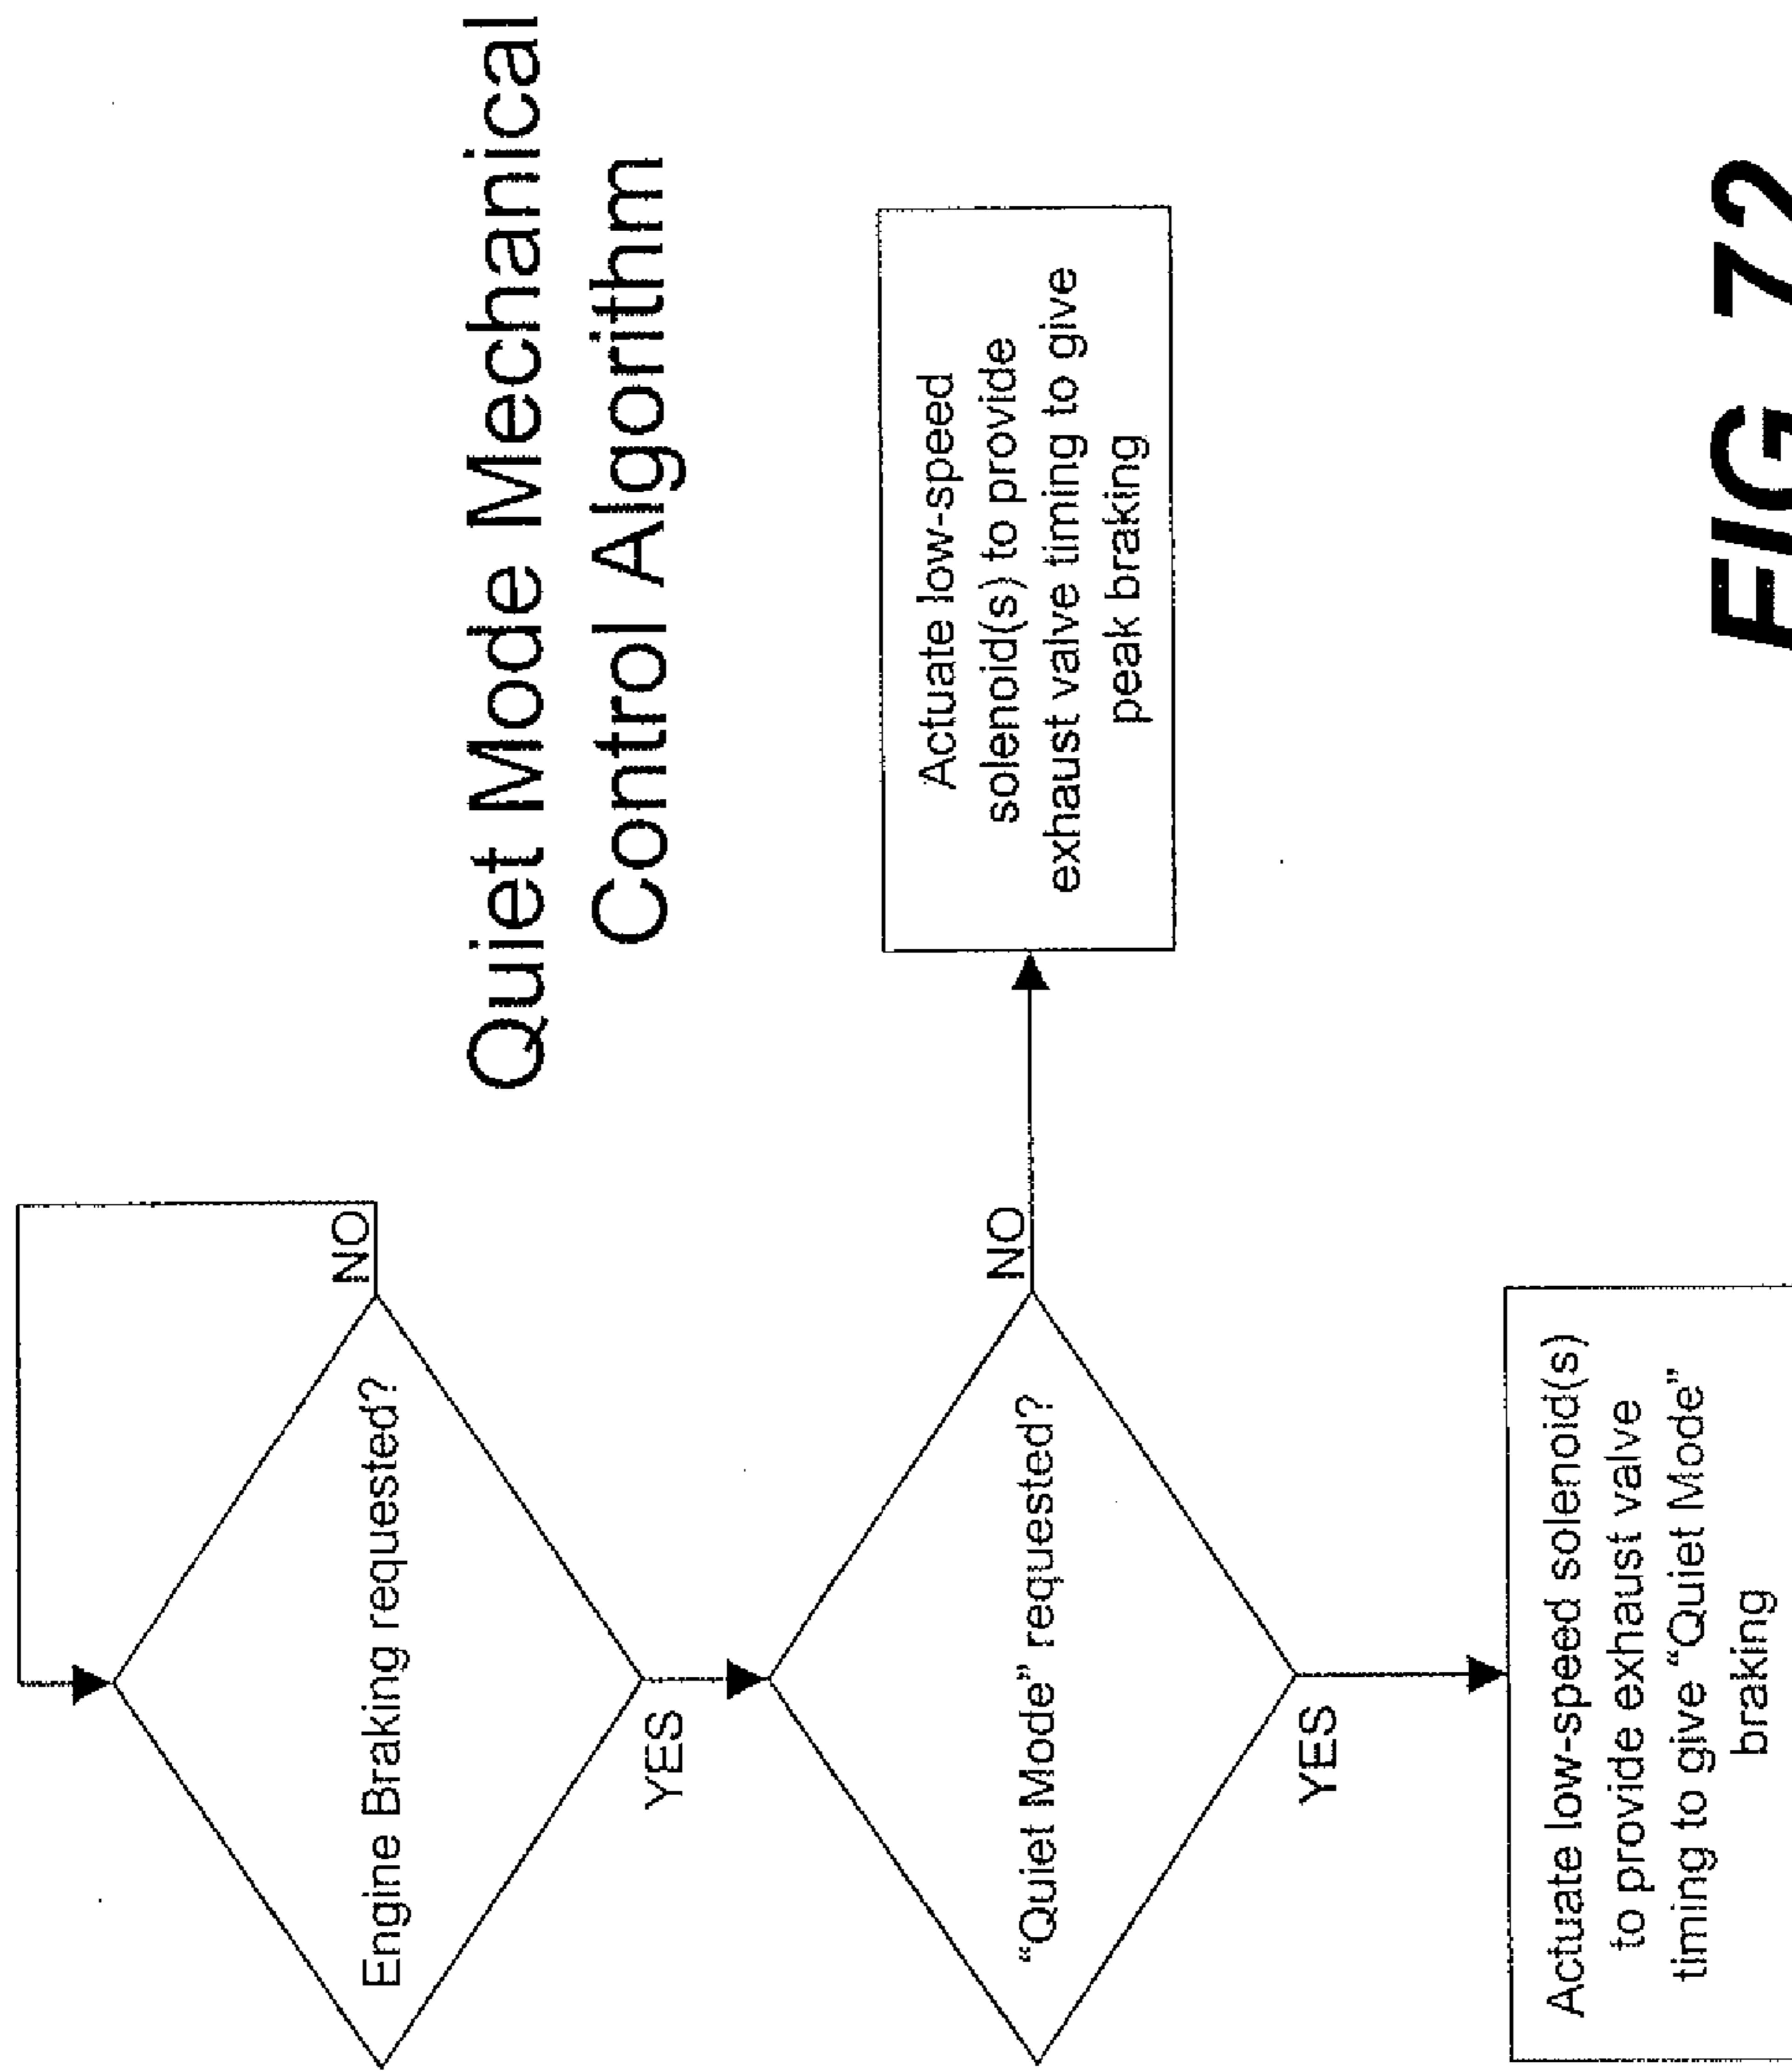 Quiet Mode Mechanical
Control Algorithm
Engine Braking requested?
NO
YES
“Quiet Mode” requested?
NO
YES
Actuate low-speed
solenoid(s) to provide
exhaust valve timing to give
peak braking
Actuate low-speed solenoid(s)
to provide exhaust valve
timing to give “Quiet Mode”
braking
FIG 72